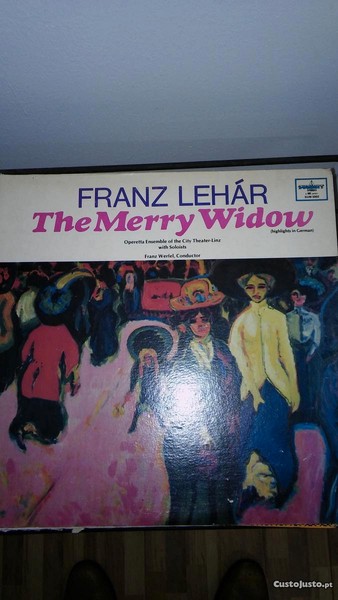 FRANZ LEHÁR
The Merry Widow
(highlights in German)
Operetta Ensemble of the City Theater-Linz
with Soloists
Franz Wertel, Conductor
CustoJusto.pt